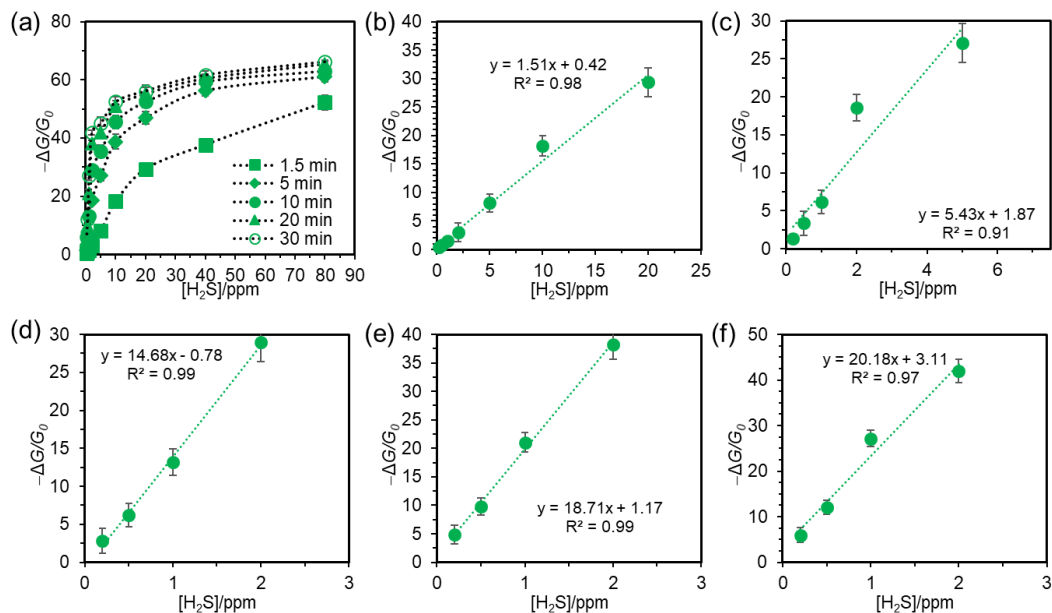 (a)
−ΔG/G₀
80
60
40
20
0
0 10 20 30 40 50 60 70 80 90
[H₂S]/ppm
1.5 min
5 min
10 min
20 min
30 min
(b)
−ΔG/G₀
40
35
30
25
20
15
10
5
0
0 5 10 15 20 25
[H₂S]/ppm
y = 1.51x + 0.42
R² = 0.98
(c)
−ΔG/G₀
-30
25
20
15
10
5
0
0 2 4 6
[H₂S]/ppm
y = 5.43x + 1.87
R² = 0.91
(d)
−ΔG/G₀
30
25
20
15
10
5
0
0 1 2 3
[H₂S]/ppm
y = 14.68x - 0.78
R² = 0.99
(e)
−ΔG/G₀
40
35
30
25
20
15
10
5
0
0 1 2 3
[H₂S]/ppm
y = 18.71x + 1.17
R² = 0.99
(f)
−ΔG/G₀
50
40
30
20
10
0
0 1 2 3
[H₂S]/ppm
y = 20.18x + 3.11
R² = 0.97